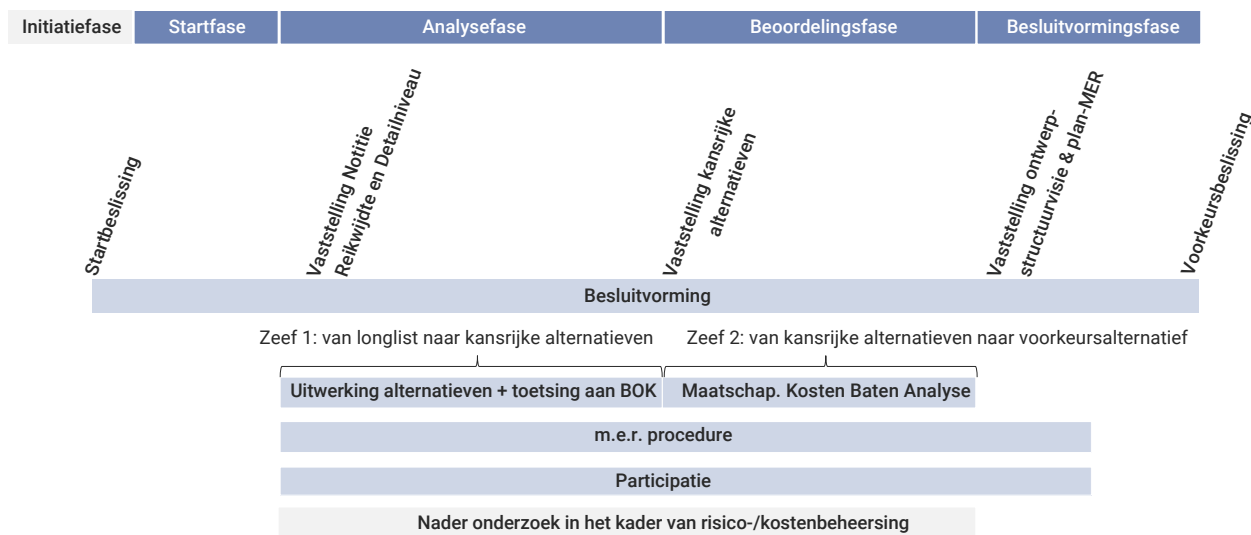 Initiatiefase
Startfase
Analysefase
Beoordelingsfase
Besluitvormingsfase
Startbeslissing
Vaststelling Notitie
Reikwijdte en Detailniveau
Vaststelling kansrijke
alternatieven
Vaststelling ontwerp-
structuurvisie & plan-MER
Voorkeursbeslissing
Besluitvorming
Zeef 1: van longlist naar kansrijke alternatieven
Zeef 2: van kansrijke alternatieven naar voorkeursalternatief
Uitwerking alternatieven + toetsing aan BOK
Maatschap. Kosten Baten Analyse
m.e.r. procedure
Participatie
Nader onderzoek in het kader van risico-/kostenbeheersing